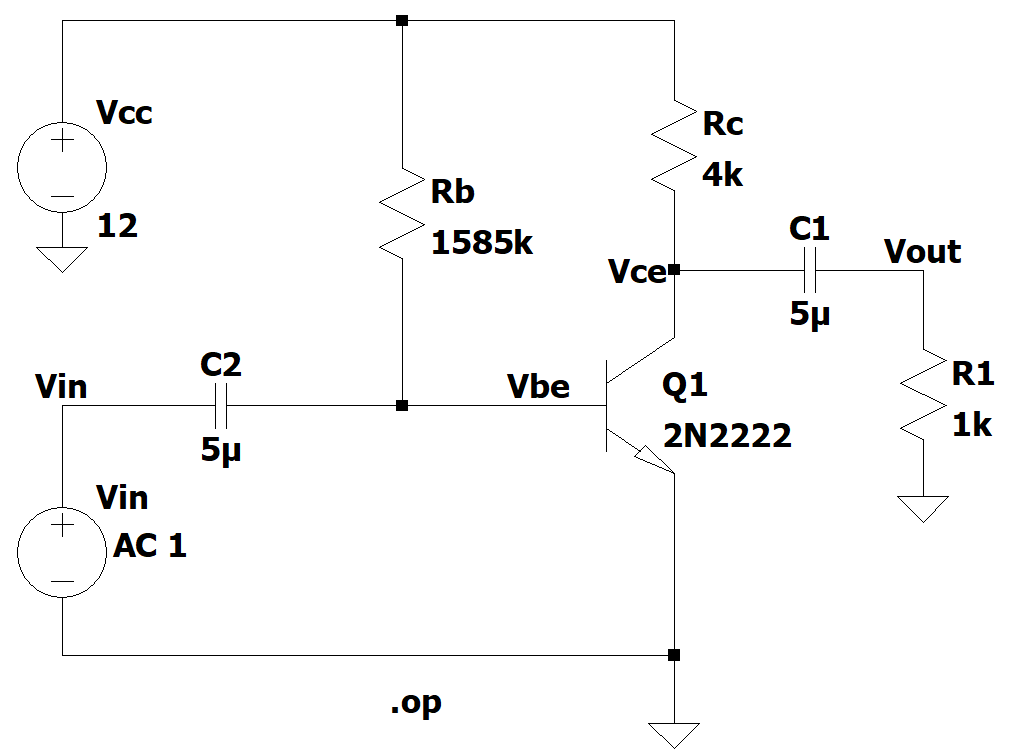 Vcc
12
Rb
1585k
Rc
4k
Vce
C1
5µ
Vout
R1
1k
Vin
C2
5µ
Vbe
Q1
2N2222
Vin
AC 1
.op